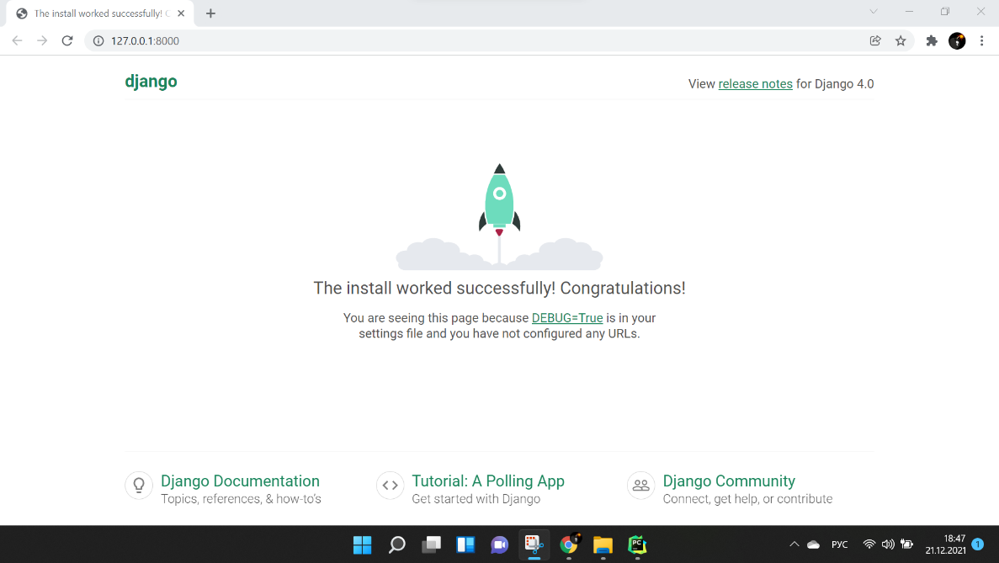 The install worked successfully! C
127.0.0.1:8000
django
View release notes for Django 4.0
The install worked successfully! Congratulations!
You are seeing this page because DEBUG=True is in your
settings file and you have not configured any URLs.
Django Documentation
Topics, references, & how-to's
Tutorial: A Polling App
Get started with Django
Django Community
Connect, get help, or contribute
PC
РУС
18:47
21.12.2021
1